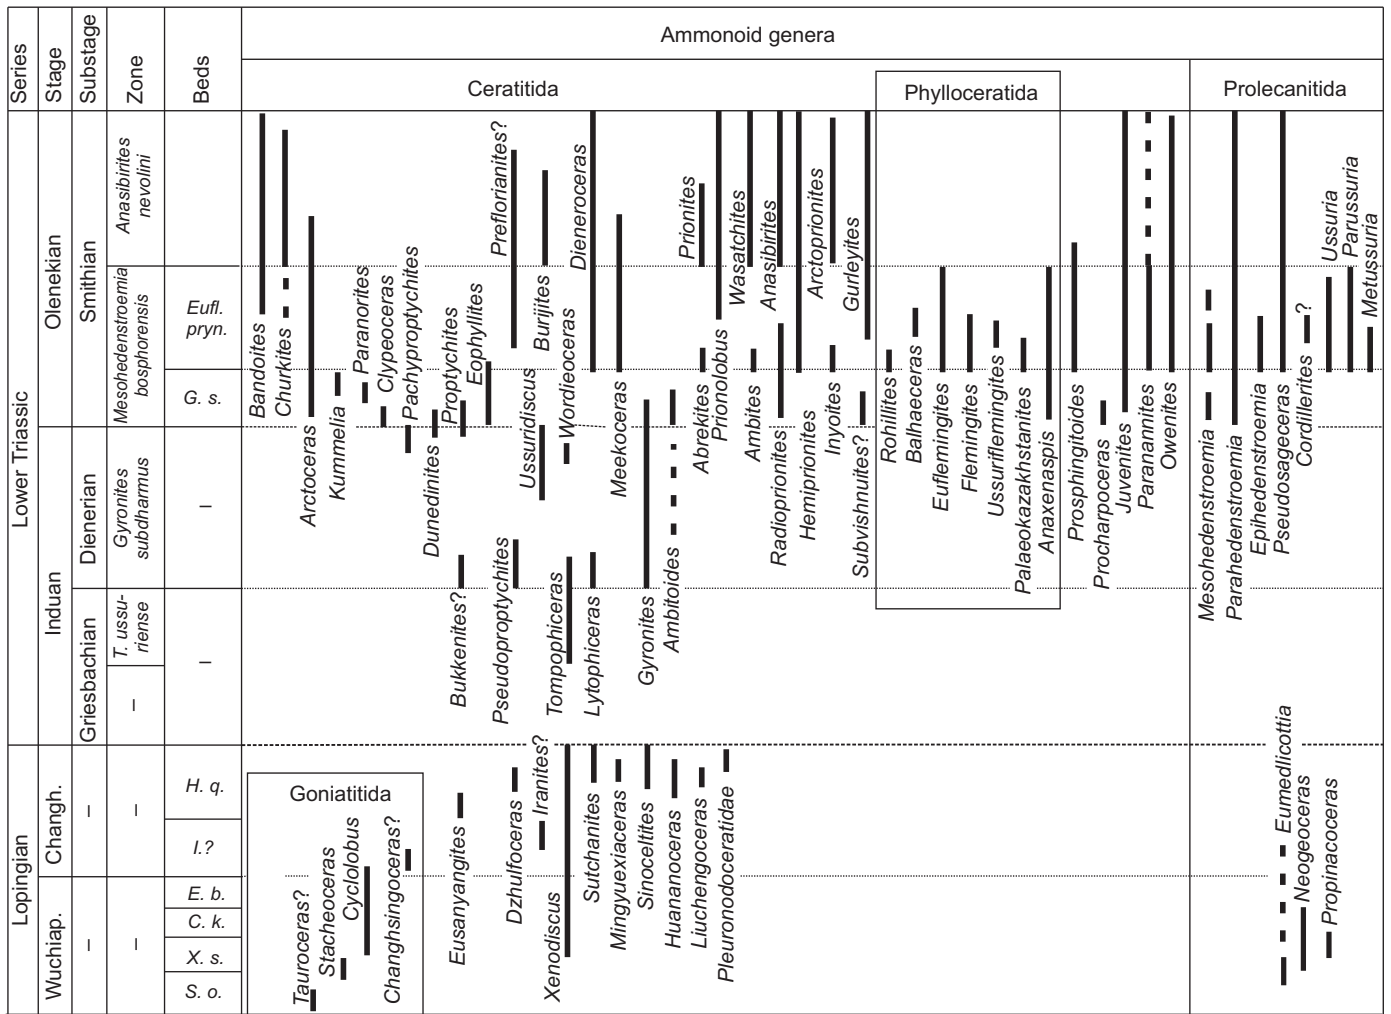 Series
Stage
Substage
Zone
Beds
Ammonoid genera
Ceratitida
Phylloceratida
Prolecanitida
Lower Triassic
Lopingian
Olenekian
Induan
Changh.
Wuchiap.
Smithian
Dienerian
Griesbachian
–
–
Anasibirites
nevolini
Mesohedenstroemia
bosphorensis
Gyronites
subdharmus
T. ussu-
riense
–
–
–
Eufl.
pryn.
G. s.
–
–
H. q.
I.?
E. b.
C. k.
X. s.
S. o.
Bandoites
Churkites
Arctoceras
Kummelia
Paranorites
Clypeoceras
Pachyproptychites
Dunedinites
Proptychites
Eophyllites
Preflorianites?
Ussuridiscus
Burijites
Wordieoceras
Dieneroceras
Meekoceras
Bukkenites?
Pseudoproptychites
Tompophiceras
Lytophiceras
Gyronites
Ambitoides
Prionites
Abrekites
Prionolobus
Wasatchites
Ambites
Anasibirites
Radioprionites
Hemiprionites
Arctoprionites
Inyoites
Gurleyites
Subvishnuites?
Rohillites
Balhaeceras
Euflemingites
Flemingites
Ussuriflemingites
Palaeokazakhstanites
Anaxenaspis
Prosphingitoides
Procharpoceras
Juvenites
Paranannites
Owenites
Mesohedenstroemia
Parahedenstroemia
Epihedenstroemia
Pseudosageceras
Cordillerites ?
Ussuria
Parussuria
Metussuria
Goniatitida
Tauroceras?
Stacheoceras
Cyclolobus
Changhsingoceras?
Eusanyangites
Dzhulfoceras
Iranites?
Xenodiscus
Sutchanites
Mingyuexiaceras
Sinoceltites
Huananoceras
Liuchengoceras
Pleuronodoceratidae
Eumedlicottia
Neogeoceras
Propinacoceras